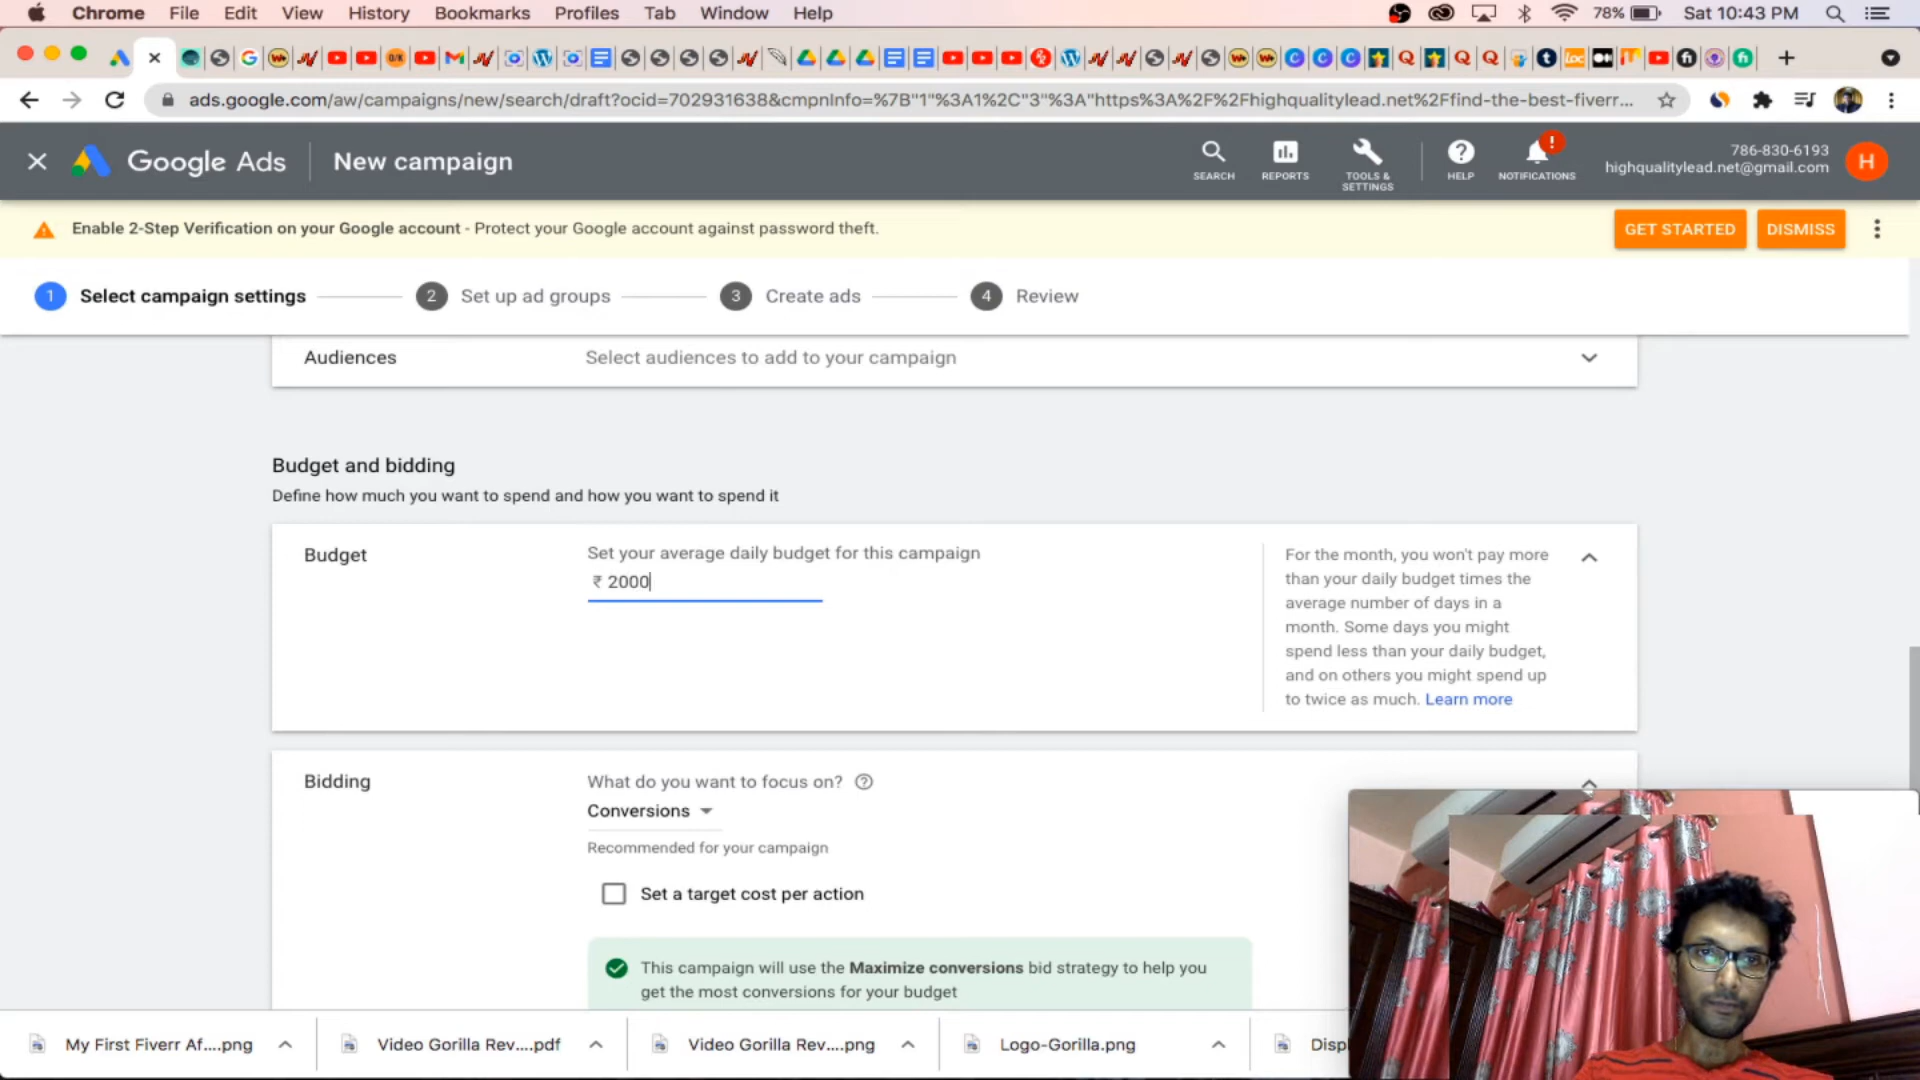 Chrome File Edit View History Bookmarks Profiles Tab Window Help 78% Sat 10:43 PM
ads.google.com/aw/campaigns/new/search/draft?ocid=702931638&cmpnInfo=%7B"1"%3A1%2C"3"%3A"https%3A%2F%2Fhighqualitylead.net%2Ffind-the-best-fiverr...
Google Ads New campaign
SEARCH REPORTS TOOLS & SETTINGS HELP NOTIFICATIONS
786-830-6193
highqualitylead.net@gmail.com
H
Enable 2-Step Verification on your Google account - Protect your Google account against password theft. GET STARTED DISMISS
1 Select campaign settings 2 Set up ad groups 3 Create ads 4 Review
Audiences Select audiences to add to your campaign
Budget and bidding
Define how much you want to spend and how you want to spend it
Budget
Set your average daily budget for this campaign
₹ 2000
For the month, you won't pay more
than your daily budget times the
average number of days in a
month. Some days you might
spend less than your daily budget,
and on others you might spend up
to twice as much. Learn more
Bidding
What do you want to focus on?
Conversions
Recommended for your campaign
Set a target cost per action
This campaign will use the Maximize conversions bid strategy to help you
get the most conversions for your budget
My First Fiverr Af....png Video Gorilla Rev....pdf Video Gorilla Rev....png Logo-Gorilla.png